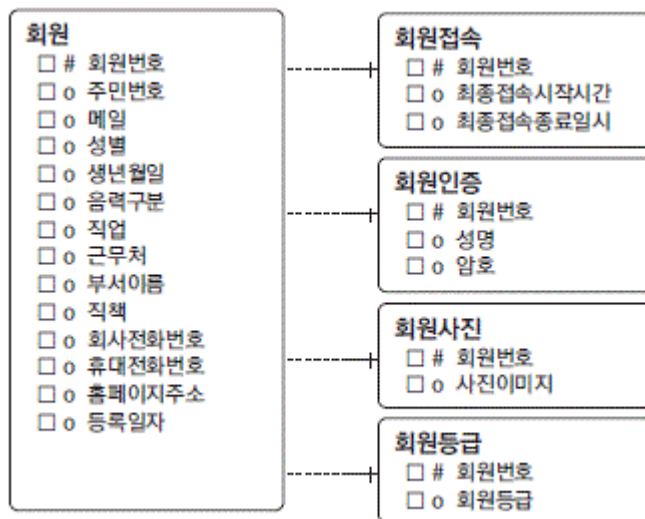 회원
□ # 회원번호
□ o 주민번호
□ o 메일
□ o 성별
□ o 생년월일
□ o 음력구분
□ o 직업
□ o 근무처
□ o 부서이름
□ o 직책
□ o 회사전화번호
□ o 휴대전화번호
□ o 홈페이지주소
□ o 등록일자
회원접속
□ # 회원번호
□ o 최종접속시작시간
□ o 최종접속종료일시
회원인증
□ # 회원번호
□ o 성명
□ o 암호
회원사진
□ # 회원번호
□ o 사진이미지
회원등급
□ # 회원번호
□ o 회원등급